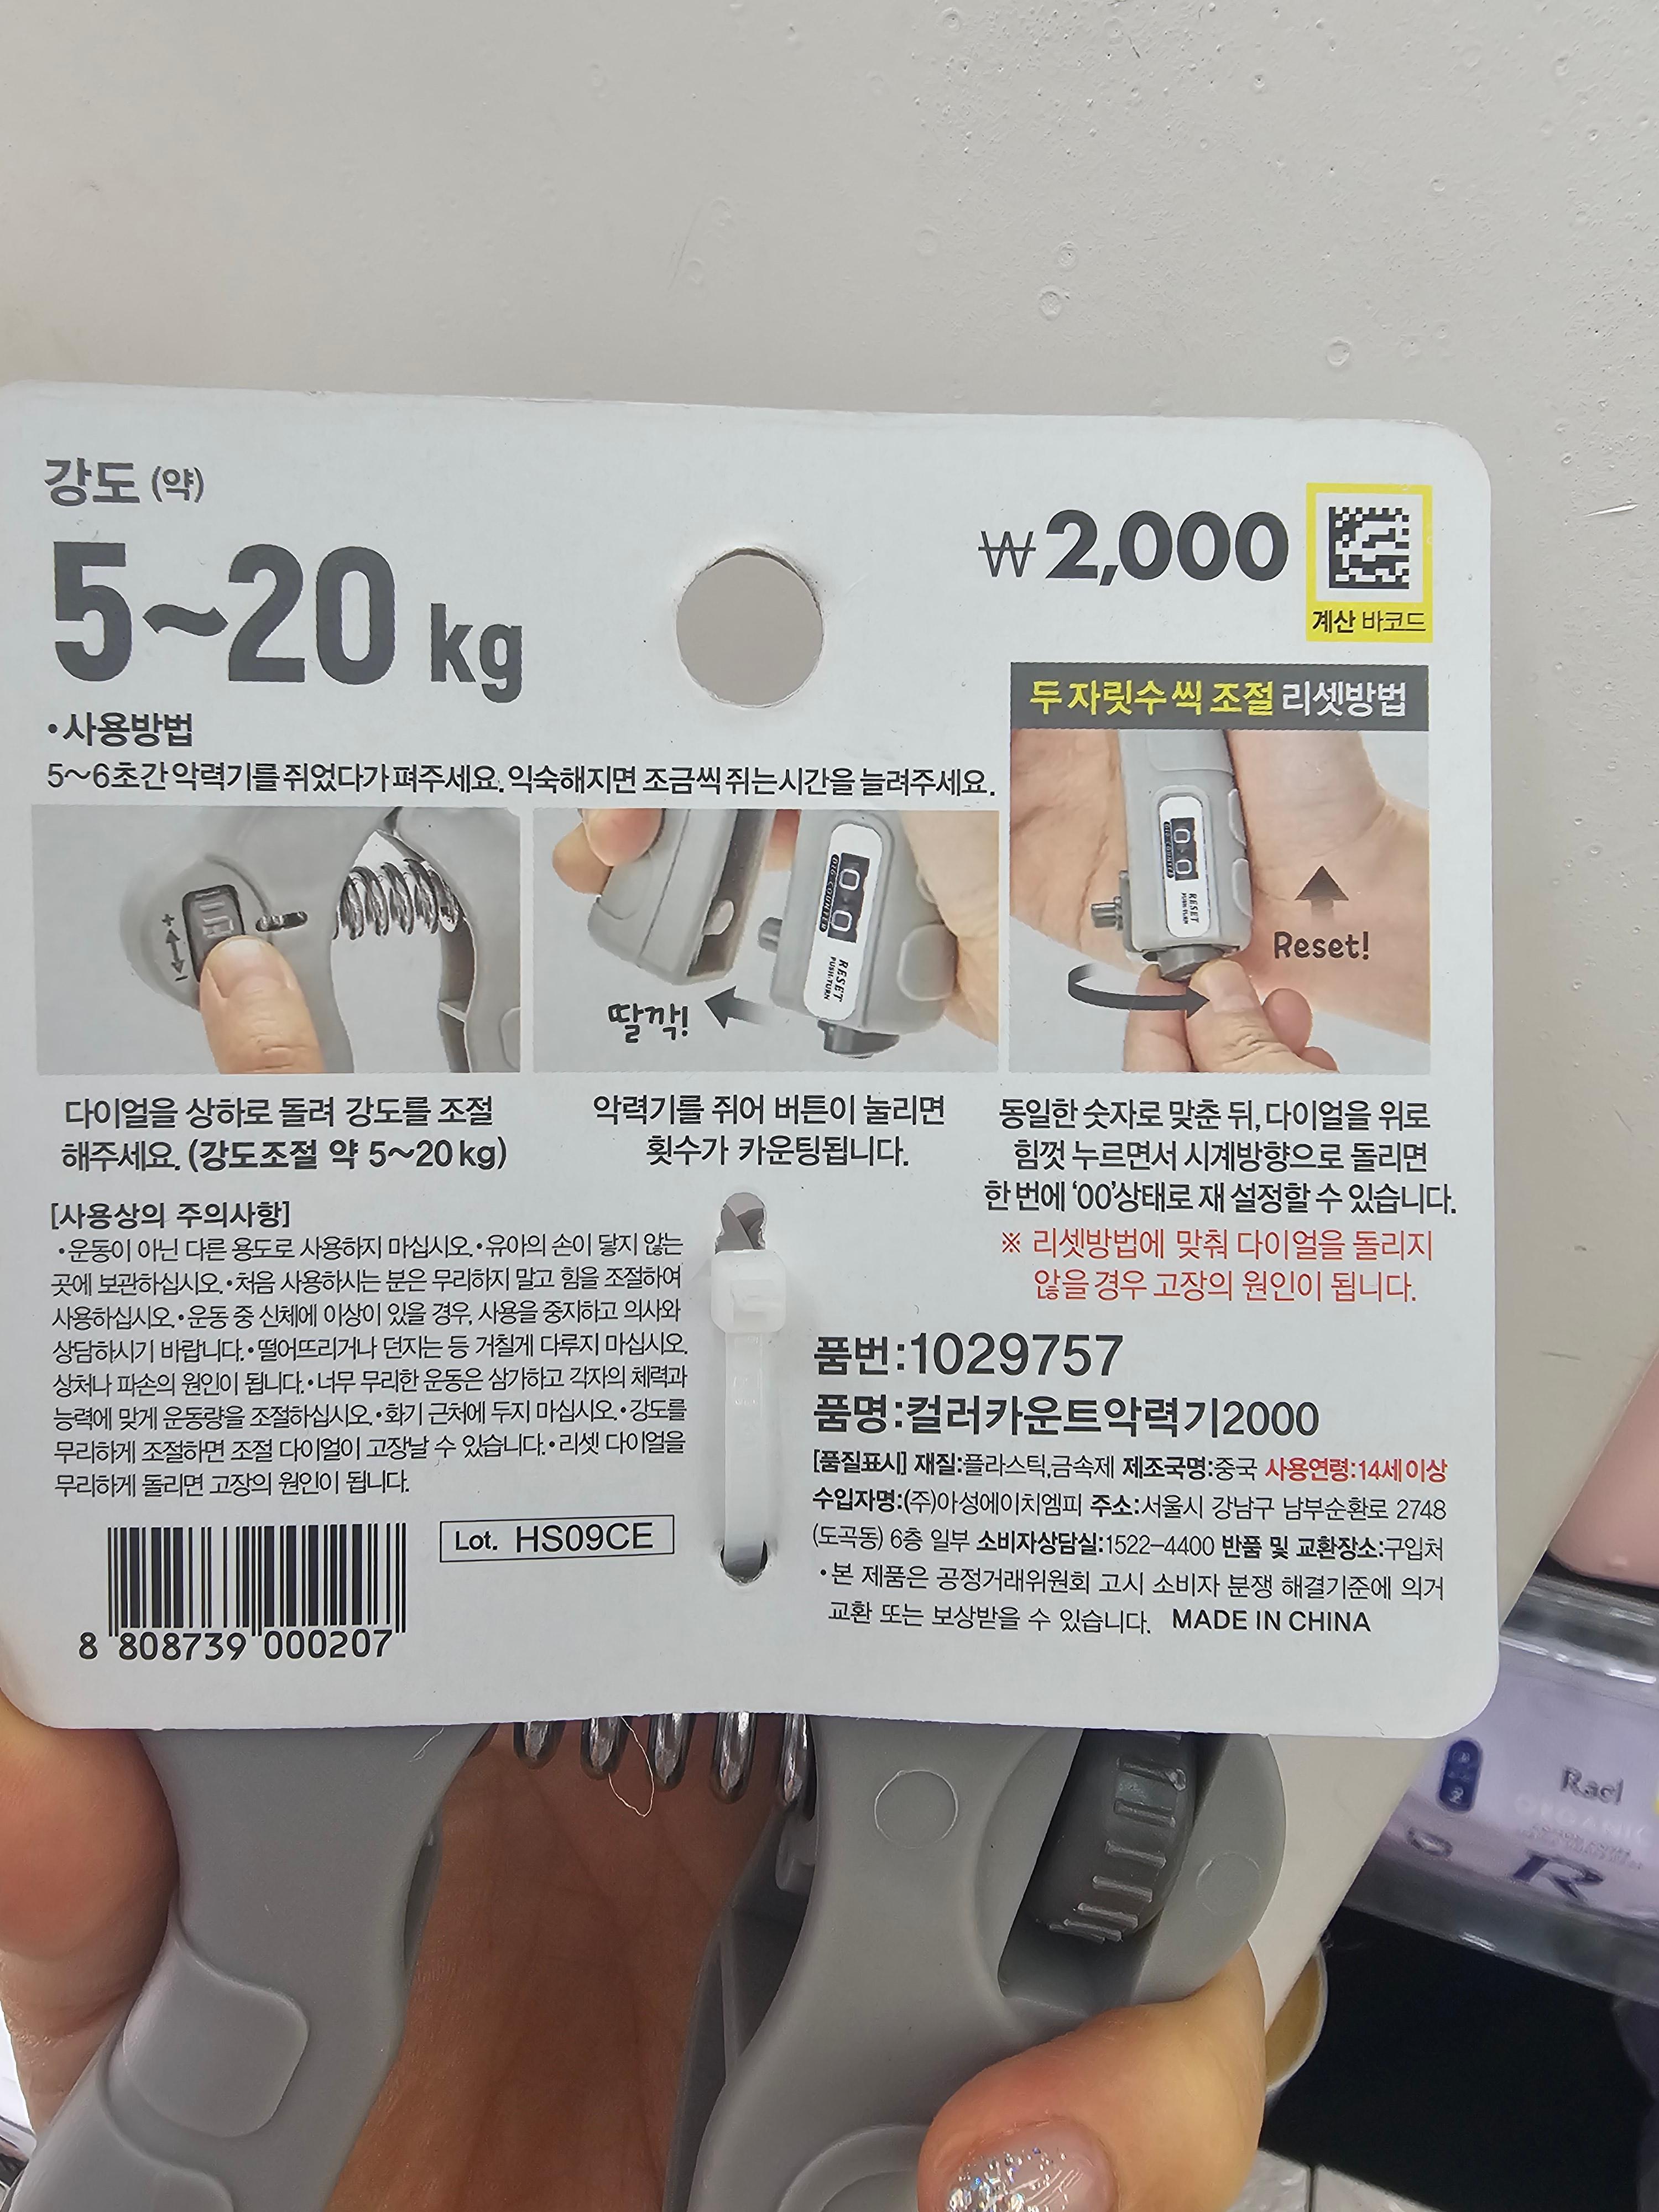 강도 (약)
5~20 kg
₩2,000
계산 바코드
•사용방법
5~6초간 악력기를 쥐었다가 펴주세요. 익숙해지면 조금씩 쥐는시간을 늘려주세요.
두 자릿수 씩 조절 리셋방법
+
-
00
DIG-COUNTER
RESET
PUSH-TURN
딸깍!
00
DIG-COUNTER
RESET
PUSH-TURN
Reset!
다이얼을 상하로 돌려 강도를 조절
해주세요. (강도조절 약 5~20kg)
악력기를 쥐어 버튼이 눌리면
횟수가 카운팅됩니다.
동일한 숫자로 맞춘 뒤, 다이얼을 위로
힘껏 누르면서 시계방향으로 돌리면
한 번에 ‘00’상태로 재 설정할 수 있습니다.
※ 리셋방법에 맞춰 다이얼을 돌리지
않을 경우 고장의 원인이 됩니다.
[사용상의 주의사항]
•운동이 아닌 다른 용도로 사용하지 마십시오.•유아의 손이 닿지 않는
곳에 보관하십시오.•처음 사용하시는 분은 무리하지 말고 힘을 조절하여
사용하십시오.•운동 중 신체에 이상이 있을 경우, 사용을 중지하고 의사와
상담하시기 바랍니다.•떨어뜨리거나 던지는 등 거칠게 다루지 마십시오.
상처나 파손의 원인이 됩니다.•너무 무리한 운동은 삼가하고 각자의 체력과
능력에 맞게 운동량을 조절하십시오.•화기 근처에 두지 마십시오.•강도를
무리하게 조절하면 조절 다이얼이 고장날 수 있습니다.•리셋 다이얼을
무리하게 돌리면 고장의 원인이 됩니다.
Lot. HS09CE
8 808739 000207
품번:1029757
품명:컬러카운트악력기2000
[품질표시] 재질:플라스틱,금속제 제조국명:중국 사용연령:14세이상
수입자명:(주)아성에이치엠피 주소:서울시 강남구 남부순환로 2748
(도곡동) 6층 일부 소비자상담실:1522-4400 반품 및 교환장소:구입처
•본 제품은 공정거래위원회 고시 소비자 분쟁 해결기준에 의거
교환 또는 보상받을 수 있습니다. MADE IN CHINA
Rael
ORGANIC
R